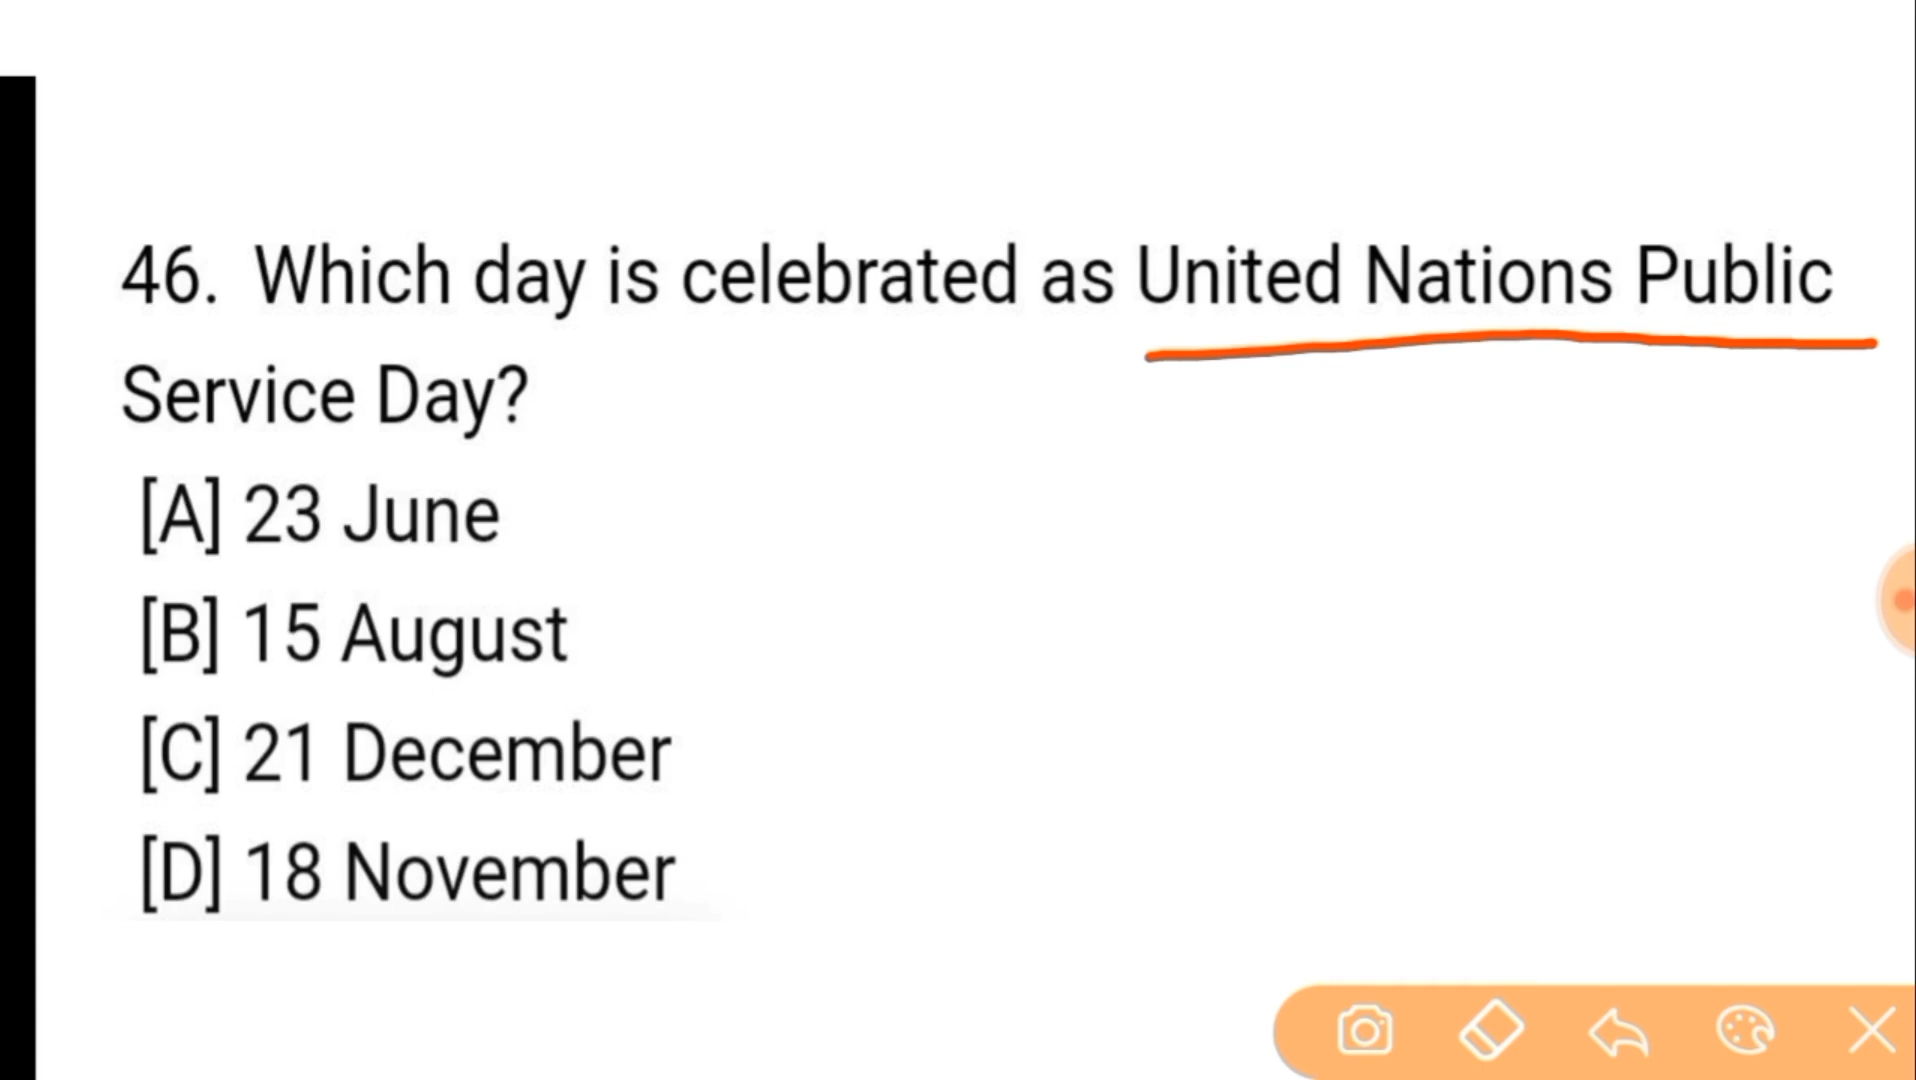 46. Which day is celebrated as United Nations Public
Service Day?
[A] 23 June
[B] 15 August
[C] 21 December
[D] 18 November